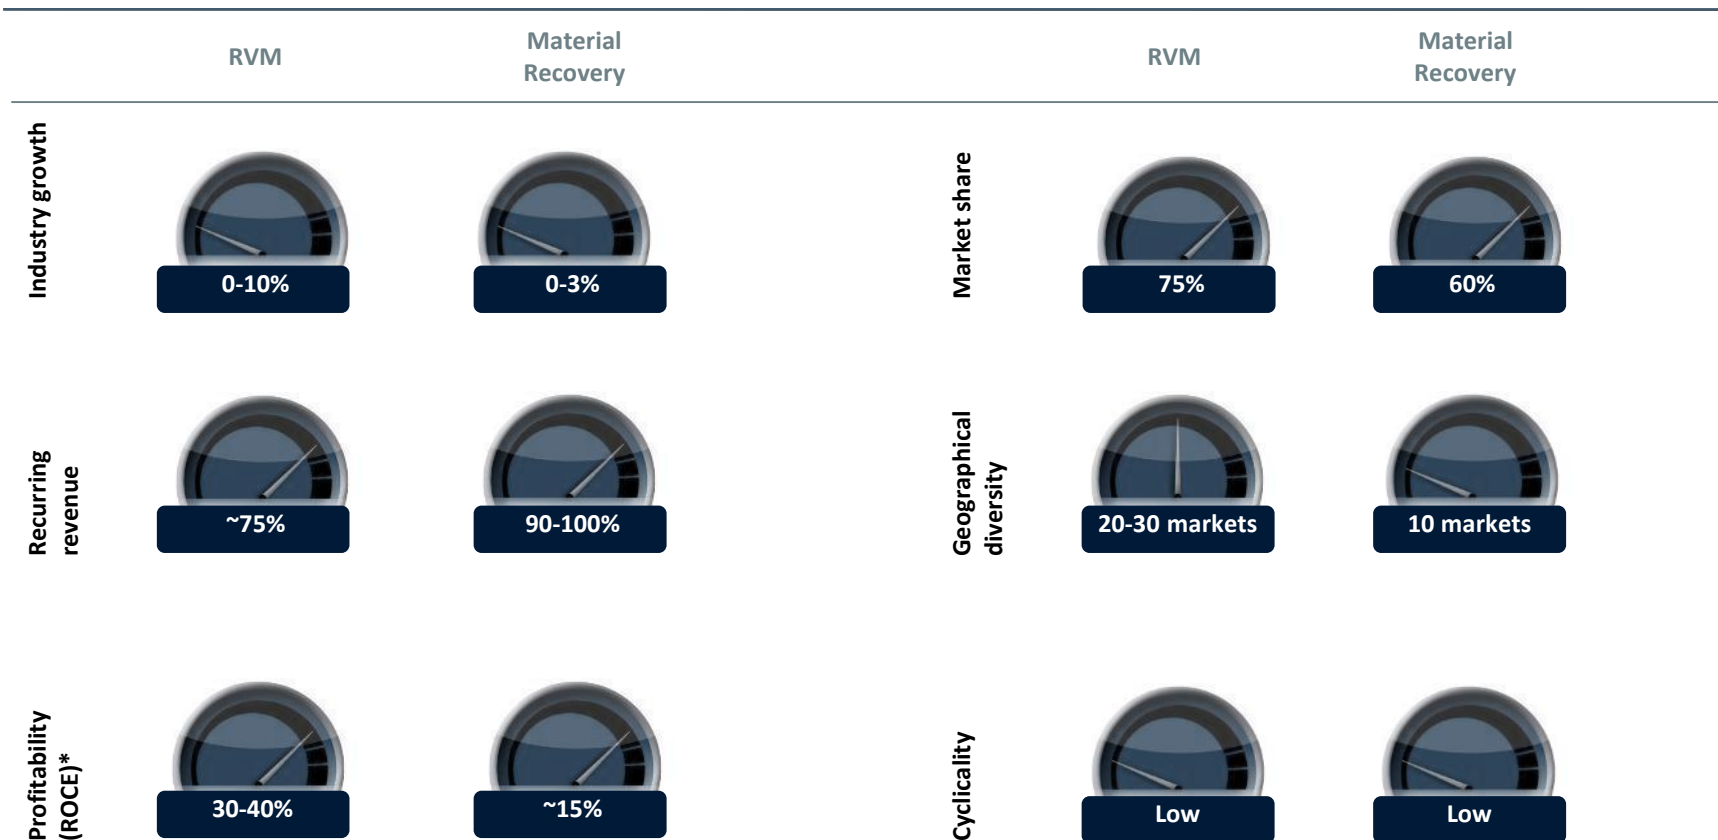 RVM
Material
Recovery
RVM
Material
Recovery
Industry growth
0-10%
0-3%
Market share
75%
60%
Recurring
revenue
~75%
90-100%
Geographical
diversity
20-30 markets
10 markets
Profitability
(ROCE)*
30-40%
~15%
Cyclicality
Low
Low